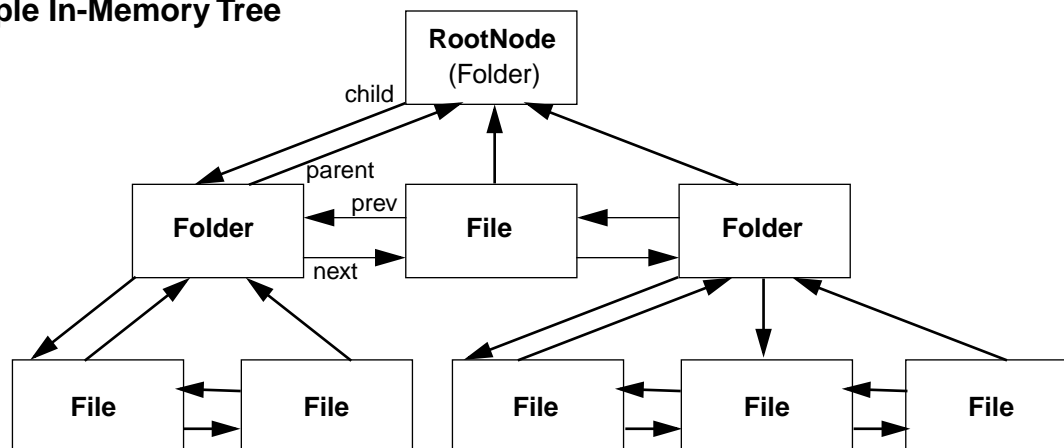 ple In-Memory Tree
RootNode
(Folder)
child
parent
Folder
prev
next
File
Folder
File
File
File
File
File